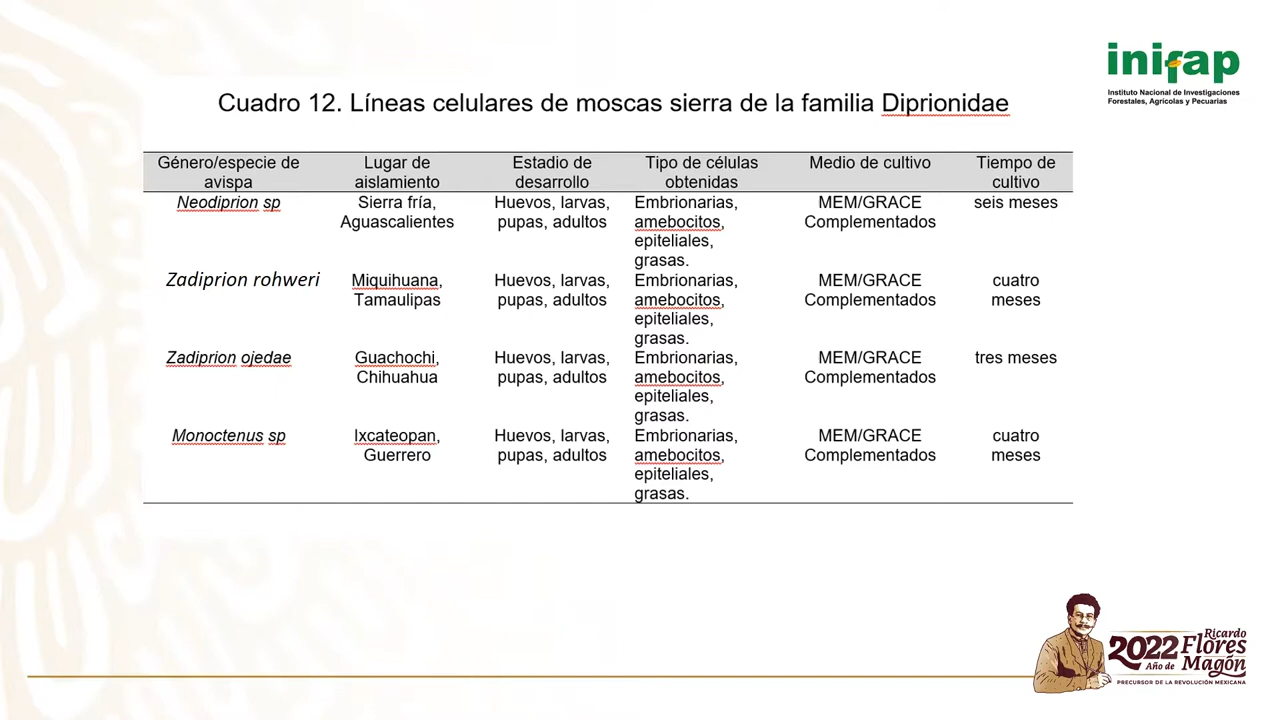 inifap
Instituto Nacional de Investigaciones
Forestales, Agrícolas y Pecuarias
Cuadro 12. Líneas celulares de moscas sierra de la familia Diprionidae
Género/especie de avispa Lugar de aislamiento Estadio de desarrollo Tipo de células obtenidas Medio de cultivo Tiempo de cultivo
Neodiprion sp Sierra fría, Aguascalientes Huevos, larvas, pupas, adultos Embrionarias, amebocitos, epiteliales, grasas. MEM/GRACE Complementados seis meses
Zadiprion rohweri Miquihuana, Tamaulipas Huevos, larvas, pupas, adultos Embrionarias, amebocitos, epiteliales, grasas. MEM/GRACE Complementados cuatro meses
Zadiprion ojedae Guachochi, Chihuahua Huevos, larvas, pupas, adultos Embrionarias, amebocitos, epiteliales, grasas. MEM/GRACE Complementados tres meses
Monoctenus sp Ixcateopan, Guerrero Huevos, larvas, pupas, adultos Embrionarias, amebocitos, epiteliales, grasas. MEM/GRACE Complementados cuatro meses
2022 Ricardo
Flores
Año de Magón
PRECURSOR DE LA REVOLUCIÓN MEXICANA